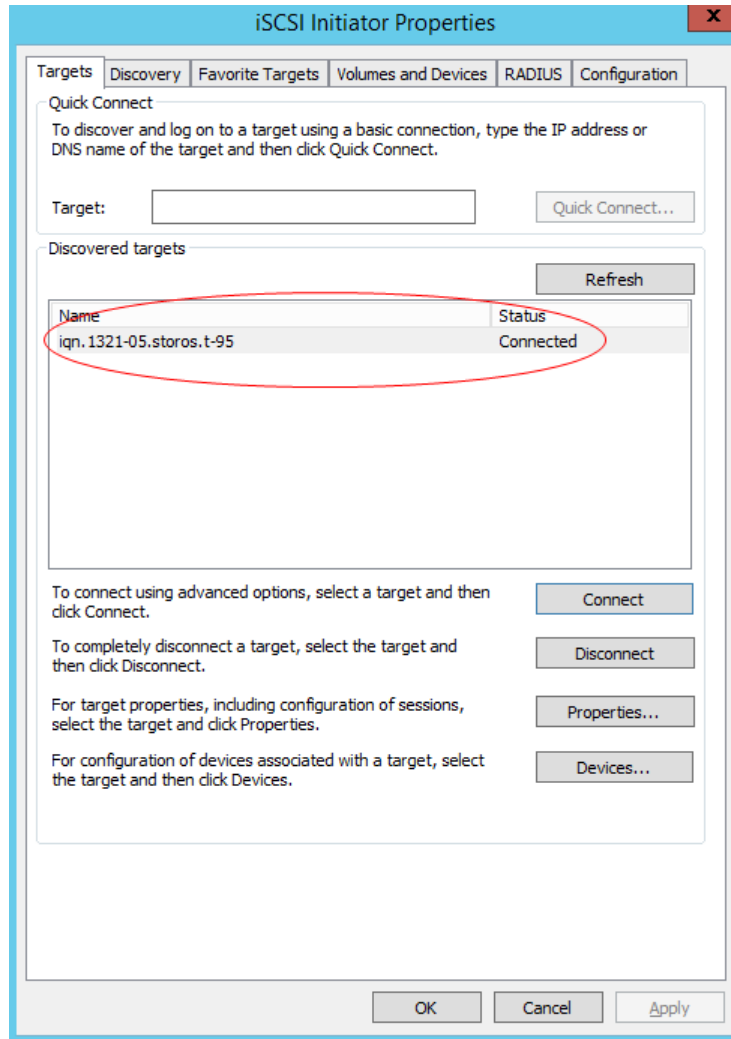 iSCSI Initiator Properties
x
Targets Discovery Favorite Targets Volumes and Devices RADIUS Configuration
Quick Connect
To discover and log on to a target using a basic connection, type the IP address or
DNS name of the target and then click Quick Connect.
Target: Quick Connect...
Discovered targets
Refresh
Name Status
iqn.1321-05.storos.t-95 Connected
To connect using advanced options, select a target and then
click Connect.
Connect
To completely disconnect a target, select the target and
then click Disconnect.
Disconnect
For target properties, including configuration of sessions,
select the target and click Properties.
Properties...
For configuration of devices associated with a target, select
the target and then click Devices.
Devices...
OK Cancel Apply